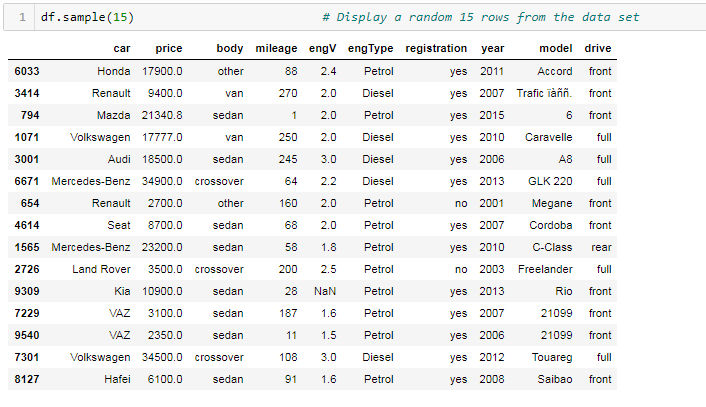 1 df.sample(15) # Display a random 15 rows from the data set
car price body mileage engV engType registration year model drive
6033 Honda 17900.0 other 88 2.4 Petrol yes 2011 Accord front
3414 Renault 9400.0 van 270 2.0 Diesel yes 2007 Trafic ïàññ. front
794 Mazda 21340.8 sedan 1 2.0 Petrol yes 2015 6 front
1071 Volkswagen 17777.0 van 250 2.0 Diesel yes 2010 Caravelle full
3001 Audi 18500.0 sedan 245 3.0 Diesel yes 2006 A8 full
6671 Mercedes-Benz 34900.0 crossover 64 2.2 Diesel yes 2013 GLK 220 full
654 Renault 2700.0 other 160 2.0 Petrol no 2001 Megane front
4614 Seat 8700.0 sedan 68 2.0 Petrol yes 2007 Cordoba front
1565 Mercedes-Benz 23200.0 sedan 58 1.8 Petrol yes 2010 C-Class rear
2726 Land Rover 3500.0 crossover 200 2.5 Petrol no 2003 Freelander full
9309 Kia 10900.0 sedan 28 NaN Petrol yes 2013 Rio front
7229 VAZ 3100.0 sedan 187 1.6 Petrol yes 2007 21099 front
9540 VAZ 2350.0 sedan 11 1.5 Petrol yes 2006 21099 front
7301 Volkswagen 34500.0 crossover 108 3.0 Diesel yes 2012 Touareg full
8127 Hafei 6100.0 sedan 91 1.6 Petrol yes 2008 Saibao front